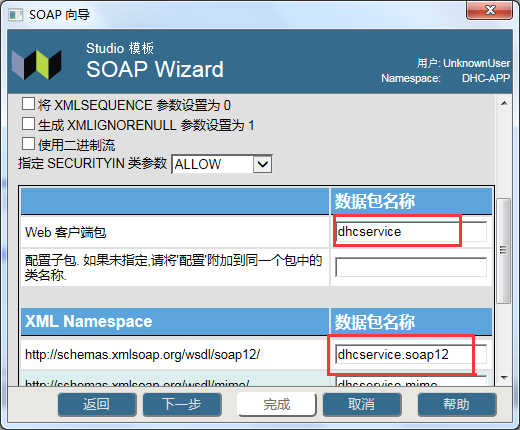 SOAP 向导
Studio 模板
SOAP Wizard
用户: UnknownUser
Namespace: DHC-APP
将 XMLSEQUENCE 参数设置为 0
生成 XMLIGNORENULL 参数设置为 1
使用二进制流
指定 SECURITYIN 类参数 ALLOW
数据包名称
Web 客户端包 dhcservice
配置子包. 如果未指定,请将'配置'附加到同一个包中的
类名称.
XML Namespace 数据包名称
http://schemas.xmlsoap.org/wsdl/soap12/ dhcservice.soap12
http://schemas.xmlsoap.org/wsdl/mime/ dhcservice.mime
返回 下一步 完成 取消 帮助